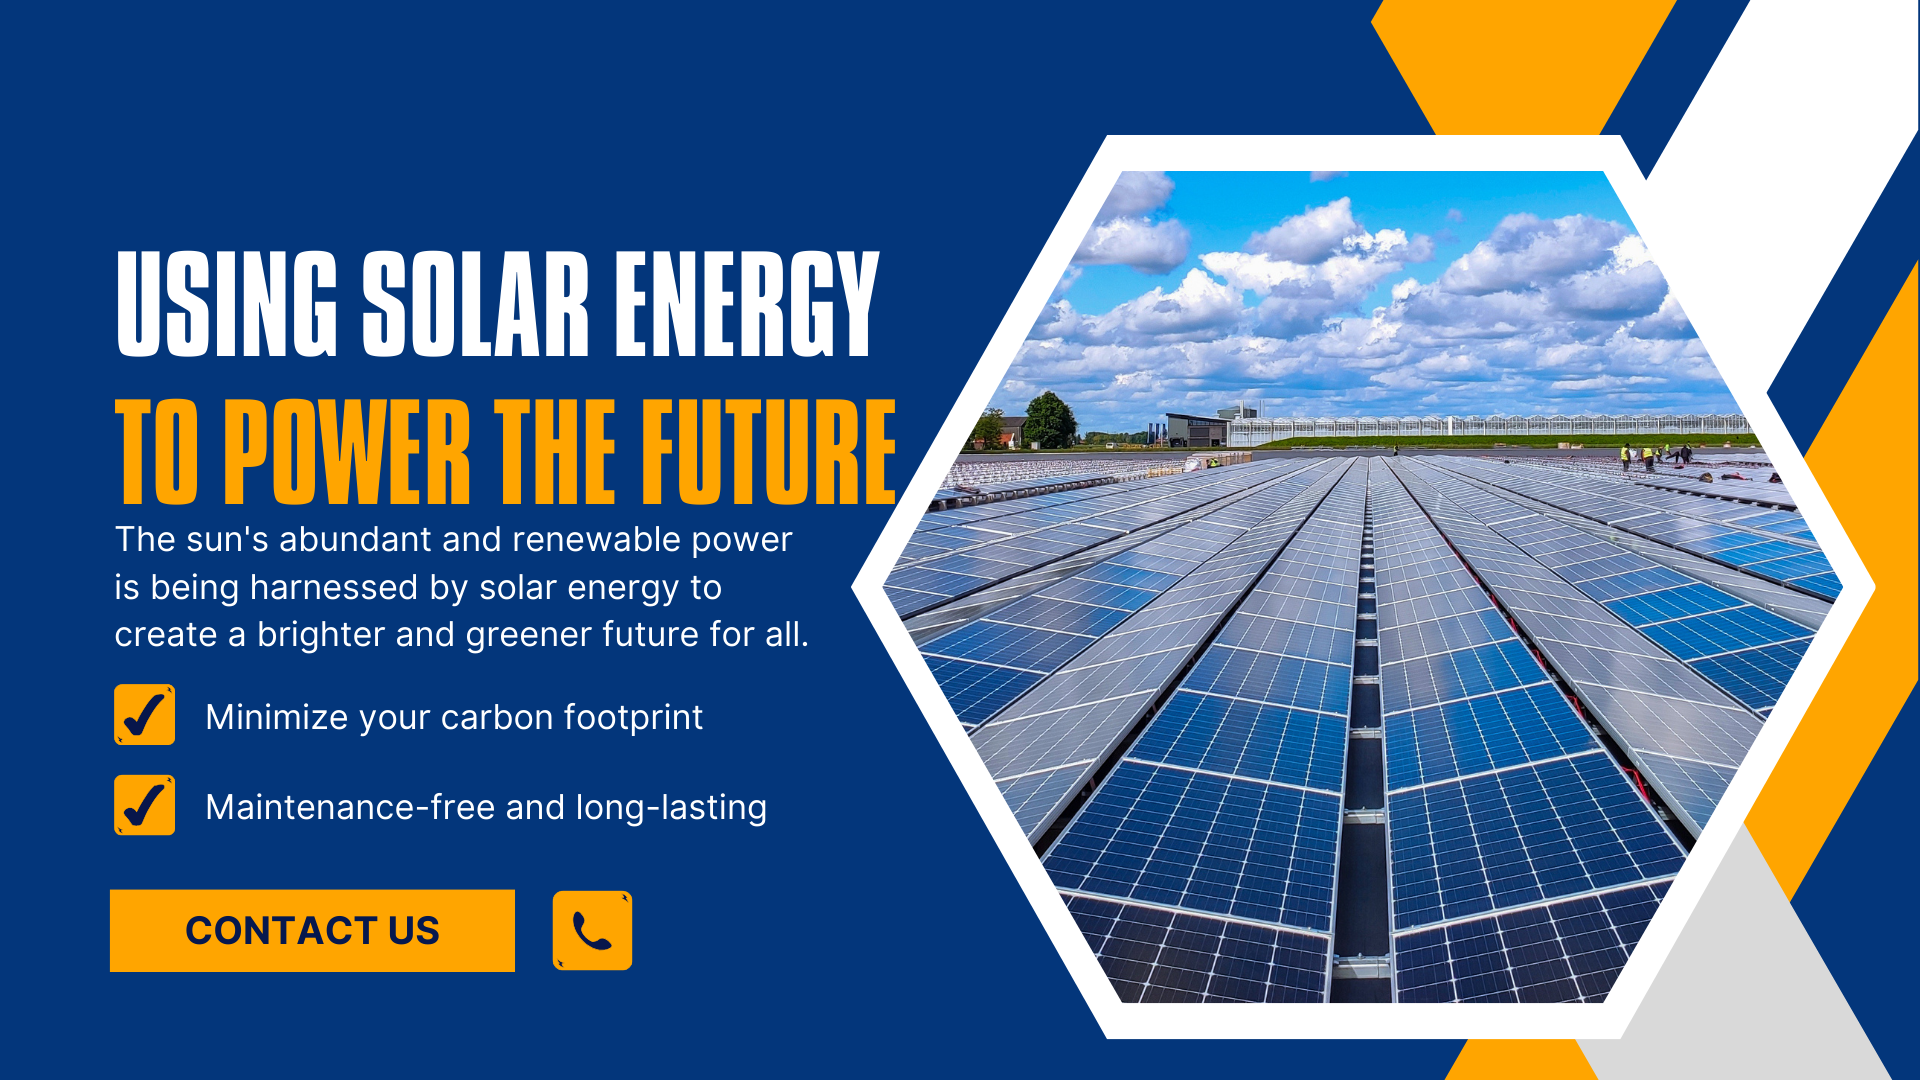 USING SOLAR ENERGY
TO POWER THE FUTURE
The sun's abundant and renewable power
is being harnessed by solar energy to
create a brighter and greener future for all.
Minimize your carbon footprint
Maintenance-free and long-lasting
CONTACT US